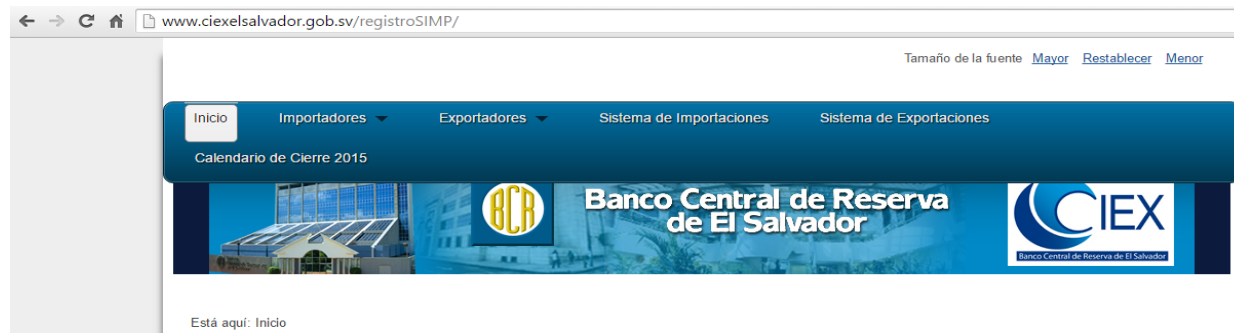 www.ciexelsalvador.gob.sv/registroSIMP/
Tamaño de la fuente Mayor Restablecer Menor
Inicio Importadores Exportadores Sistema de Importaciones Sistema de Exportaciones
Calendario de Cierre 2015
BCR
Banco Central de Reserva
de El Salvador
CIEX
Banco Central de Reserva de El Salvador
Está aquí: Inicio